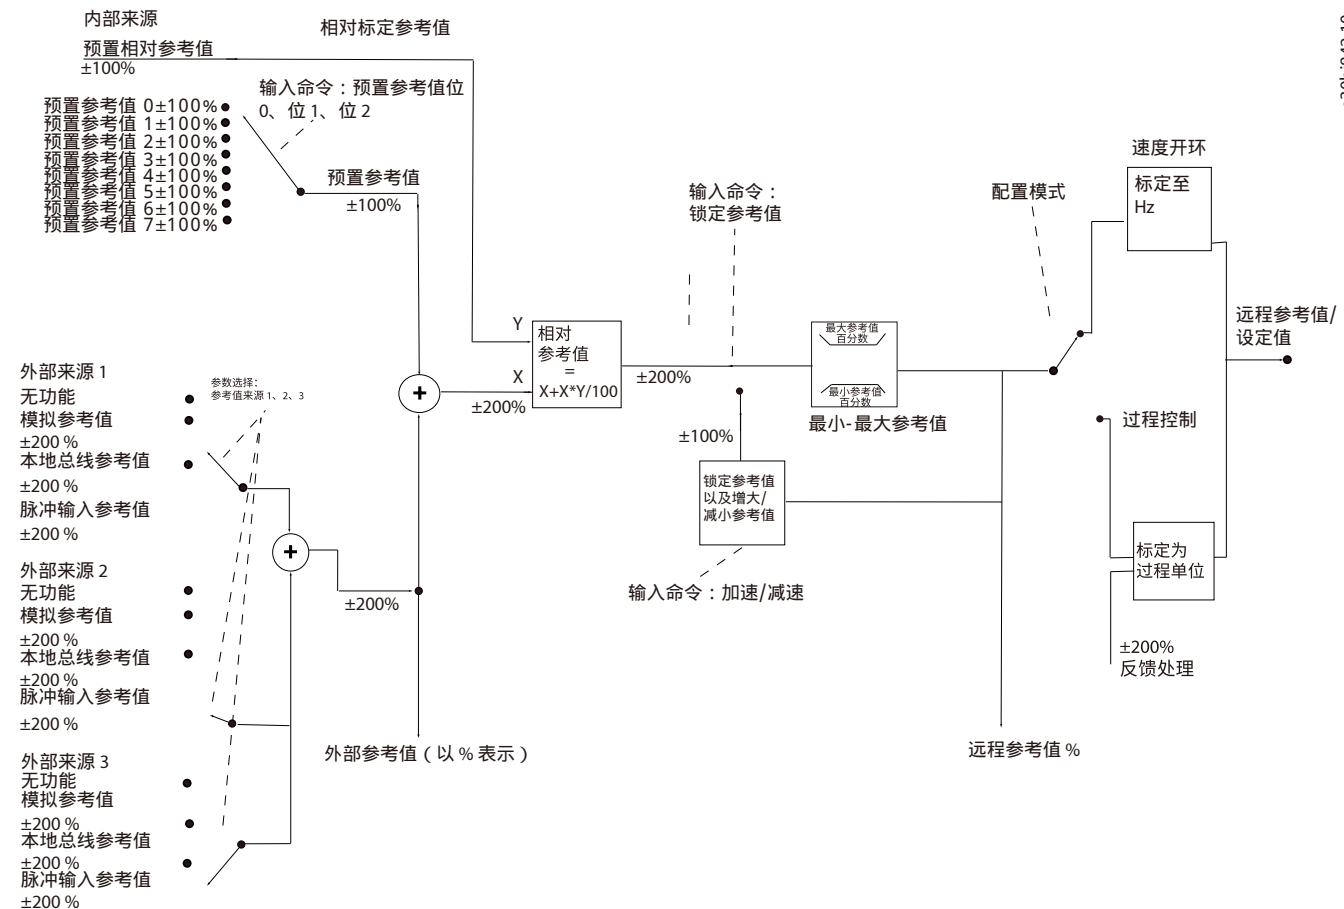 内部来源
预置相对参考值
±100%
相对标定参考值
输入命令：预置参考值位
0、位 1、位 2
预置参考值 0±100%
预置参考值 1±100%
预置参考值 2±100%
预置参考值 3±100%
预置参考值 4±100%
预置参考值 5±100%
预置参考值 6±100%
预置参考值 7±100%
预置参考值
±100%
输入命令：
锁定参考值
配置模式
速度开环
标定至
Hz
远程参考值/
设定值
Y
X
±200%
相对
参考值
=
X+X*Y/100
±200%
最大参考值
百分数
最小参考值
百分数
最小-最大参考值
±100%
锁定参考值
以及增大/
减小参考值
输入命令：加速/减速
过程控制
标定为
过程单位
±200%
反馈处理
远程参考值 %
外部来源 1
无功能
模拟参考值
±200 %
本地总线参考值
±200 %
脉冲输入参考值
±200 %
参数选择：
参考值来源 1、2、3
+
+
±200%
外部来源 2
无功能
模拟参考值
±200 %
本地总线参考值
±200 %
脉冲输入参考值
±200 %
外部参考值（以 % 表示）
外部来源 3
无功能
模拟参考值
±200 %
本地总线参考值
±200 %
脉冲输入参考值
±200 %